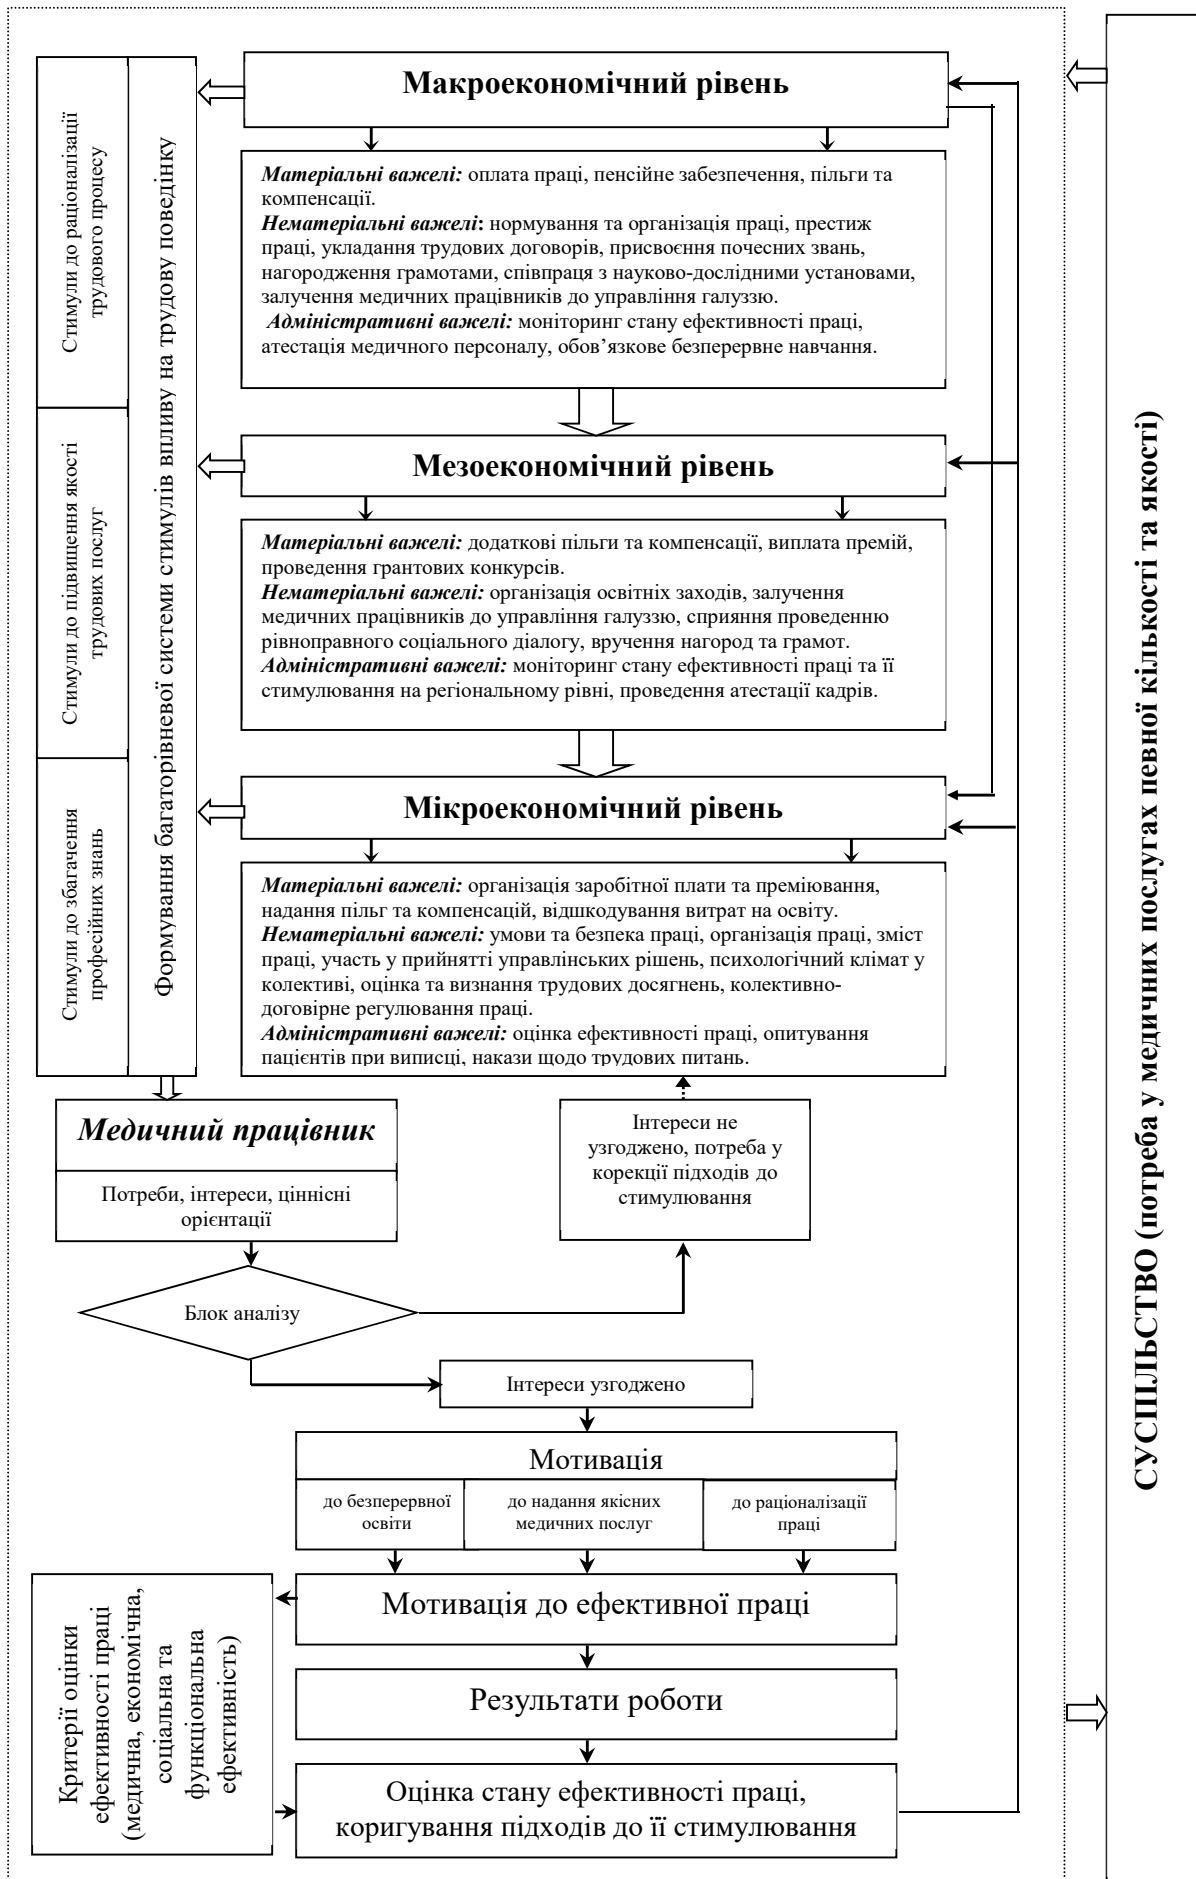 Макроекономічний рівень
Матеріальні важелі: оплата праці, пенсійне забезпечення, пільги та
компенсації.
Нематеріальні важелі: нормування та організація праці, престиж
праці, укладання трудових договорів, присвоєння почесних звань,
нагородження грамотами, співпраця з науково-дослідними установами,
залучення медичних працівників до управління галуззю.
Адміністративні важелі: моніторинг стану ефективності праці,
атестація медичного персоналу, обов’язкове безперервне навчання.
Мезоекономічний рівень
Матеріальні важелі: додаткові пільги та компенсації, виплата премій,
проведення грантових конкурсів.
Нематеріальні важелі: організація освітніх заходів, залучення
медичних працівників до управління галуззю, сприяння проведенню
рівноправного соціального діалогу, вручення нагород та грамот.
Адміністративні важелі: моніторинг стану ефективності праці та її
стимулювання на регіональному рівні, проведення атестації кадрів.
Мікроекономічний рівень
Матеріальні важелі: організація заробітної плати та преміювання,
надання пільг та компенсацій, відшкодування витрат на освіту.
Нематеріальні важелі: умови та безпека праці, організація праці, зміст
праці, участь у прийнятті управлінських рішень, психологічний клімат у
колективі, оцінка та визнання трудових досягнень, колективно-
договірне регулювання праці.
Адміністративні важелі: оцінка ефективності праці, опитування
пацієнтів при виписці, накази щодо трудових питань.
Стимули до раціоналізації
трудового процесу
Стимули до підвищення якості
трудових послуг
Стимули до збагачення
професійних знань
Формування багаторівневої системи стимулів впливу на трудову поведінку
Медичний працівник
Потреби, інтереси, ціннісні
орієнтації
Блок аналізу
Інтереси не
узгоджено, потреба у
корекції підходів до
стимулювання
Інтереси узгоджено
Мотивація
до безперервної
освіти
до надання якісних
медичних послуг
до раціоналізації
праці
Мотивація до ефективної праці
Результати роботи
Оцінка стану ефективності праці,
коригування підходів до її стимулювання
Критерії оцінки
ефективності праці
(медична, економічна,
соціальна та
функціональна
ефективність)
СУСПІЛЬСТВО (потреба у медичних послугах певної кількості та якості)